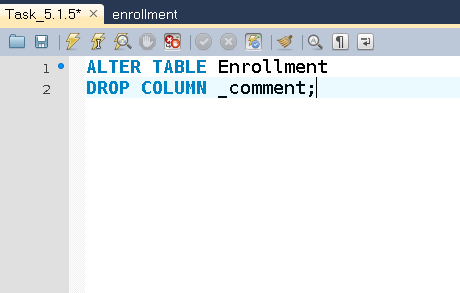 Task_5.1.5* × enrollment
1 ALTER TABLE Enrollment
2 DROP COLUMN _comment;